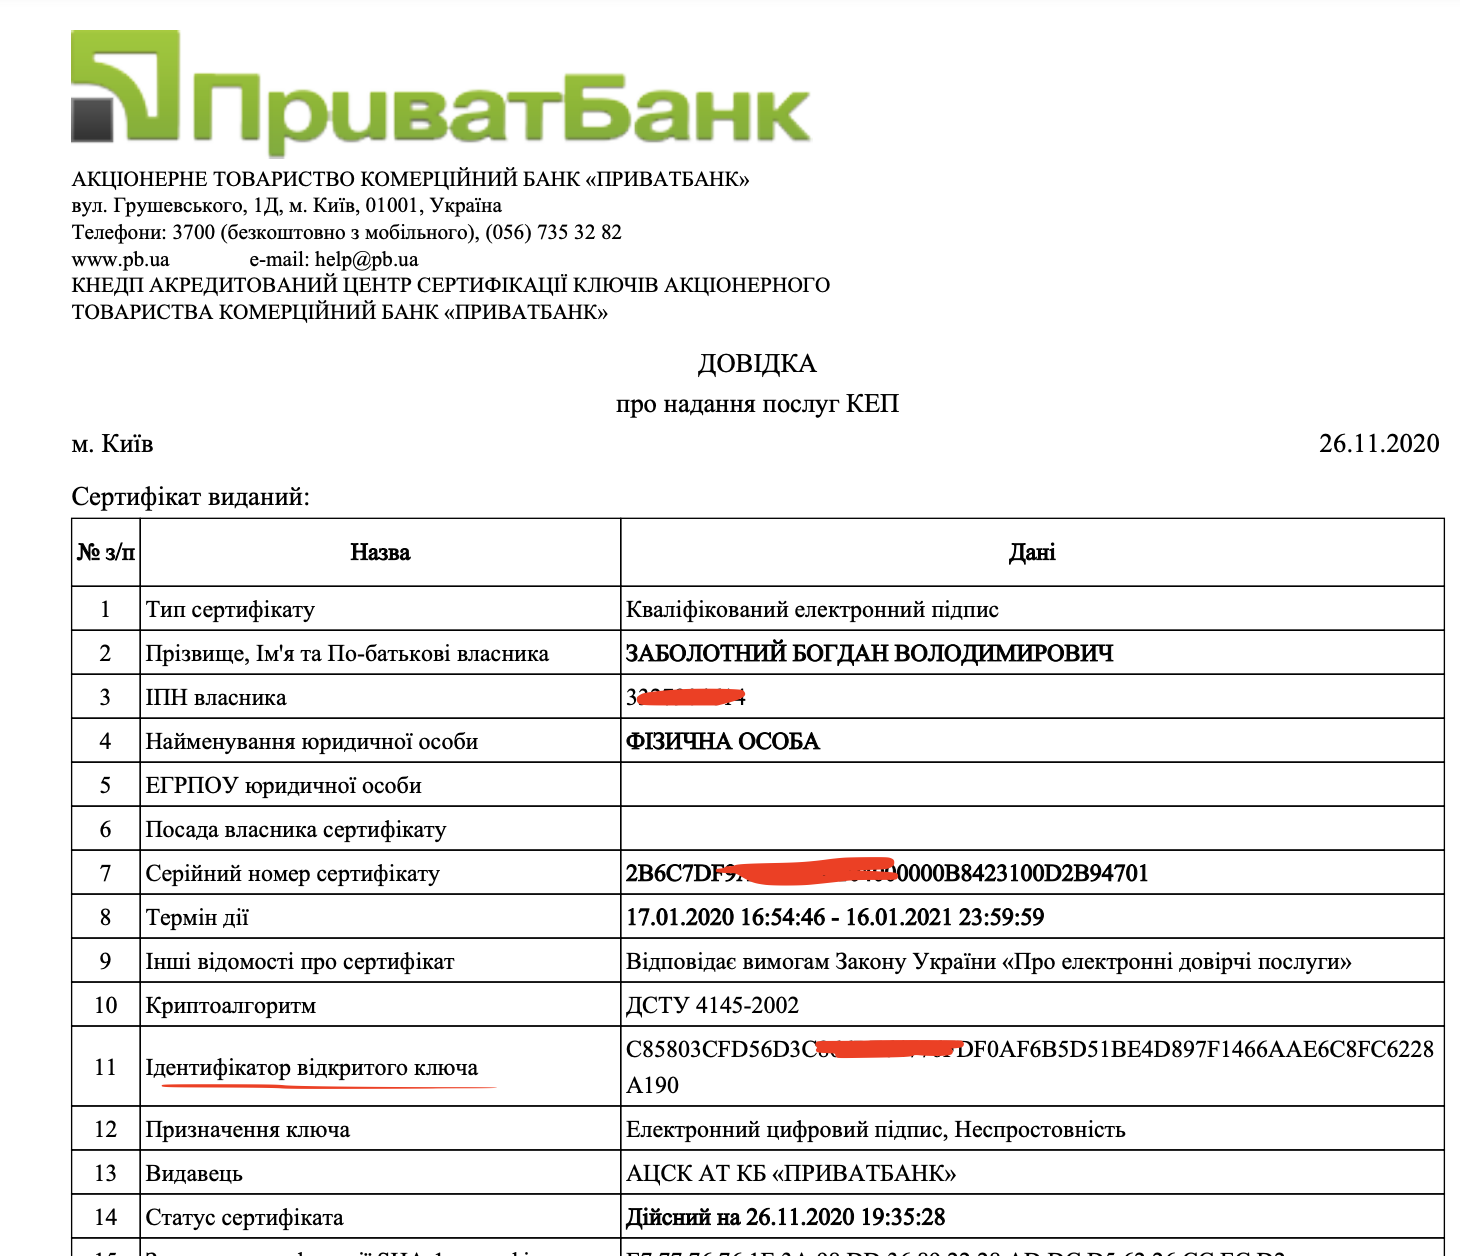 ПриватБанк
АКЦІОНЕРНЕ ТОВАРИСТВО КОМЕРЦІЙНИЙ БАНК «ПРИВАТБАНК»
вул. Грушевського, 1Д, м. Київ, 01001, Україна
Телефони: 3700 (безкоштовно з мобільного), (056) 735 32 82
www.pb.ua e-mail: help@pb.ua
КНЕДП АКРЕДИТОВАНИЙ ЦЕНТР СЕРТИФІКАЦІЇ КЛЮЧІВ АКЦІОНЕРНОГО
ТОВАРИСТВА КОМЕРЦІЙНИЙ БАНК «ПРИВАТБАНК»
ДОВІДКА
про надання послуг КЕП
м. Київ 26.11.2020
Сертифікат виданий:
№ з/п Назва Дані
1 Тип сертифікату Кваліфікований електронний підпис
2 Прізвище, Ім'я та По-батькові власника ЗАБОЛОТНИЙ БОГДАН ВОЛОДИМИРОВИЧ
3 ІПН власника
4 Найменування юридичної особи ФІЗИЧНА ОСОБА
5 ЕГРПОУ юридичної особи
6 Посада власника сертифікату
7 Серійний номер сертифікату 2B6C7DF 0000B8423100D2B94701
8 Термін дії 17.01.2020 16:54:46 - 16.01.2021 23:59:59
9 Інші відомості про сертифікат Відповідає вимогам Закону України «Про електронні довірчі послуги»
10 Криптоалгоритм ДСТУ 4145-2002
11 Ідентифікатор відкритого ключа C85803CFD56D3C DF0AF6B5D51BE4D897F1466AAE6C8FC6228
A190
12 Призначення ключа Електронний цифровий підпис, Неспростовність
13 Видавець АЦСК АТ КБ «ПРИВАТБАНК»
14 Статус сертифіката Дійсний на 26.11.2020 19:35:28